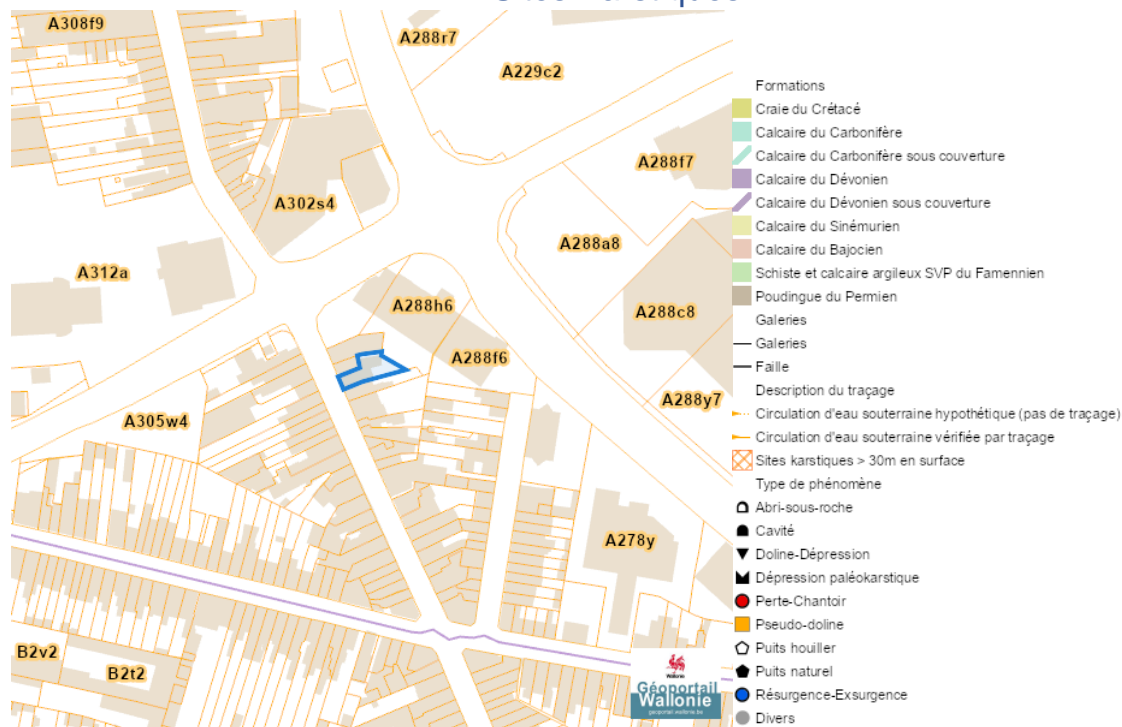 A308f9
A288r7
A229c2
A288f7
A302s4
A288a8
A312a
A288h6
A288c8
A288f6
A288y7
A305w4
A278y
B2v2
B2t2
Wallonie
Géoportail
Wallonie
geoportail.wallonie.be
Formations
Craie du Crétacé
Calcaire du Carbonifère
Calcaire du Carbonifère sous couverture
Calcaire du Dévonien
Calcaire du Dévonien sous couverture
Calcaire du Sinémurien
Calcaire du Bajocien
Schiste et calcaire argileux SVP du Famennien
Poudingue du Permien
Galeries
Galeries
Faille
Description du traçage
Circulation d'eau souterraine hypothétique (pas de traçage)
Circulation d'eau souterraine vérifiée par traçage
Sites karstiques > 30m en surface
Type de phénomène
Abri-sous-roche
Cavité
Doline-Dépression
Dépression paléokarstique
Perte-Chantoir
Pseudo-doline
Puits houiller
Puits naturel
Résurgence-Exsurgence
Divers